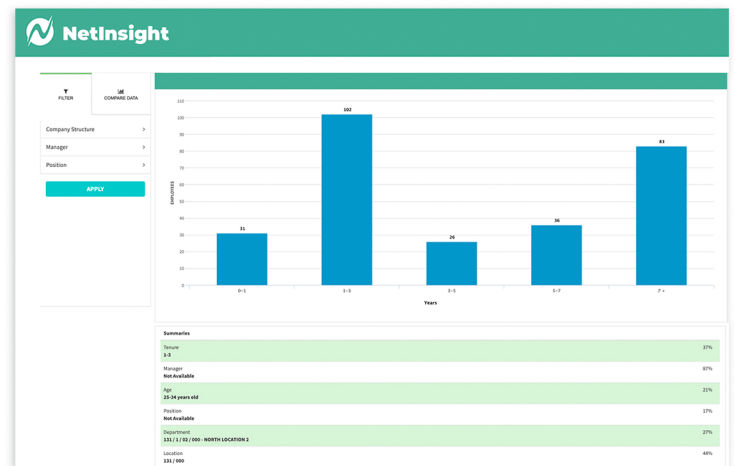 NetInsight
FILTER
COMPARE DATA
Company Structure
Manager
Position
APPLY
110
100
90
80
70
60
50
40
30
20
10
0
EMPLOYEES
31
102
26
36
83
0-1
1-3
3-5
5-7
7 +
Years
Summaries
Tenure 37%
1-3
Manager 87%
Not Available
Age 21%
25-34 years old
Position 17%
Not Available
Department 27%
131 / 1 / 02 / 000 - NORTH LOCATION 2
Location 44%
131 / 000